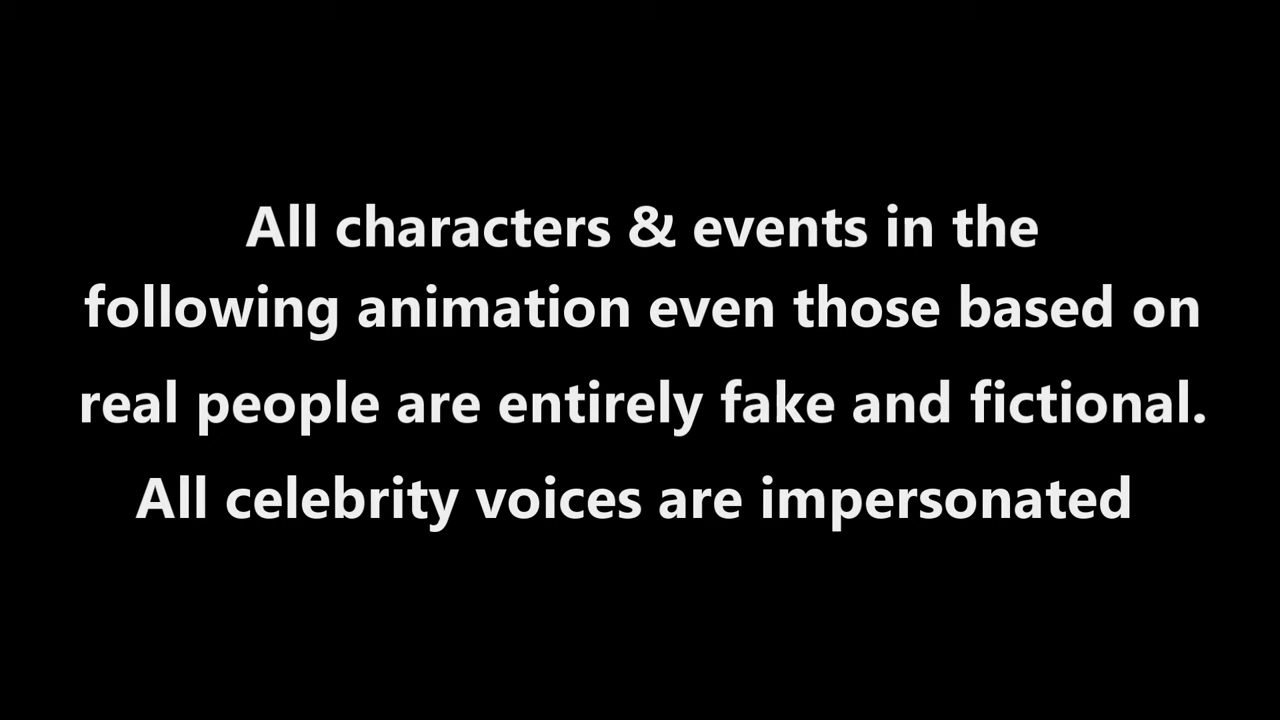 All characters & events in the
following animation even those based on
real people are entirely fake and fictional.
All celebrity voices are impersonated